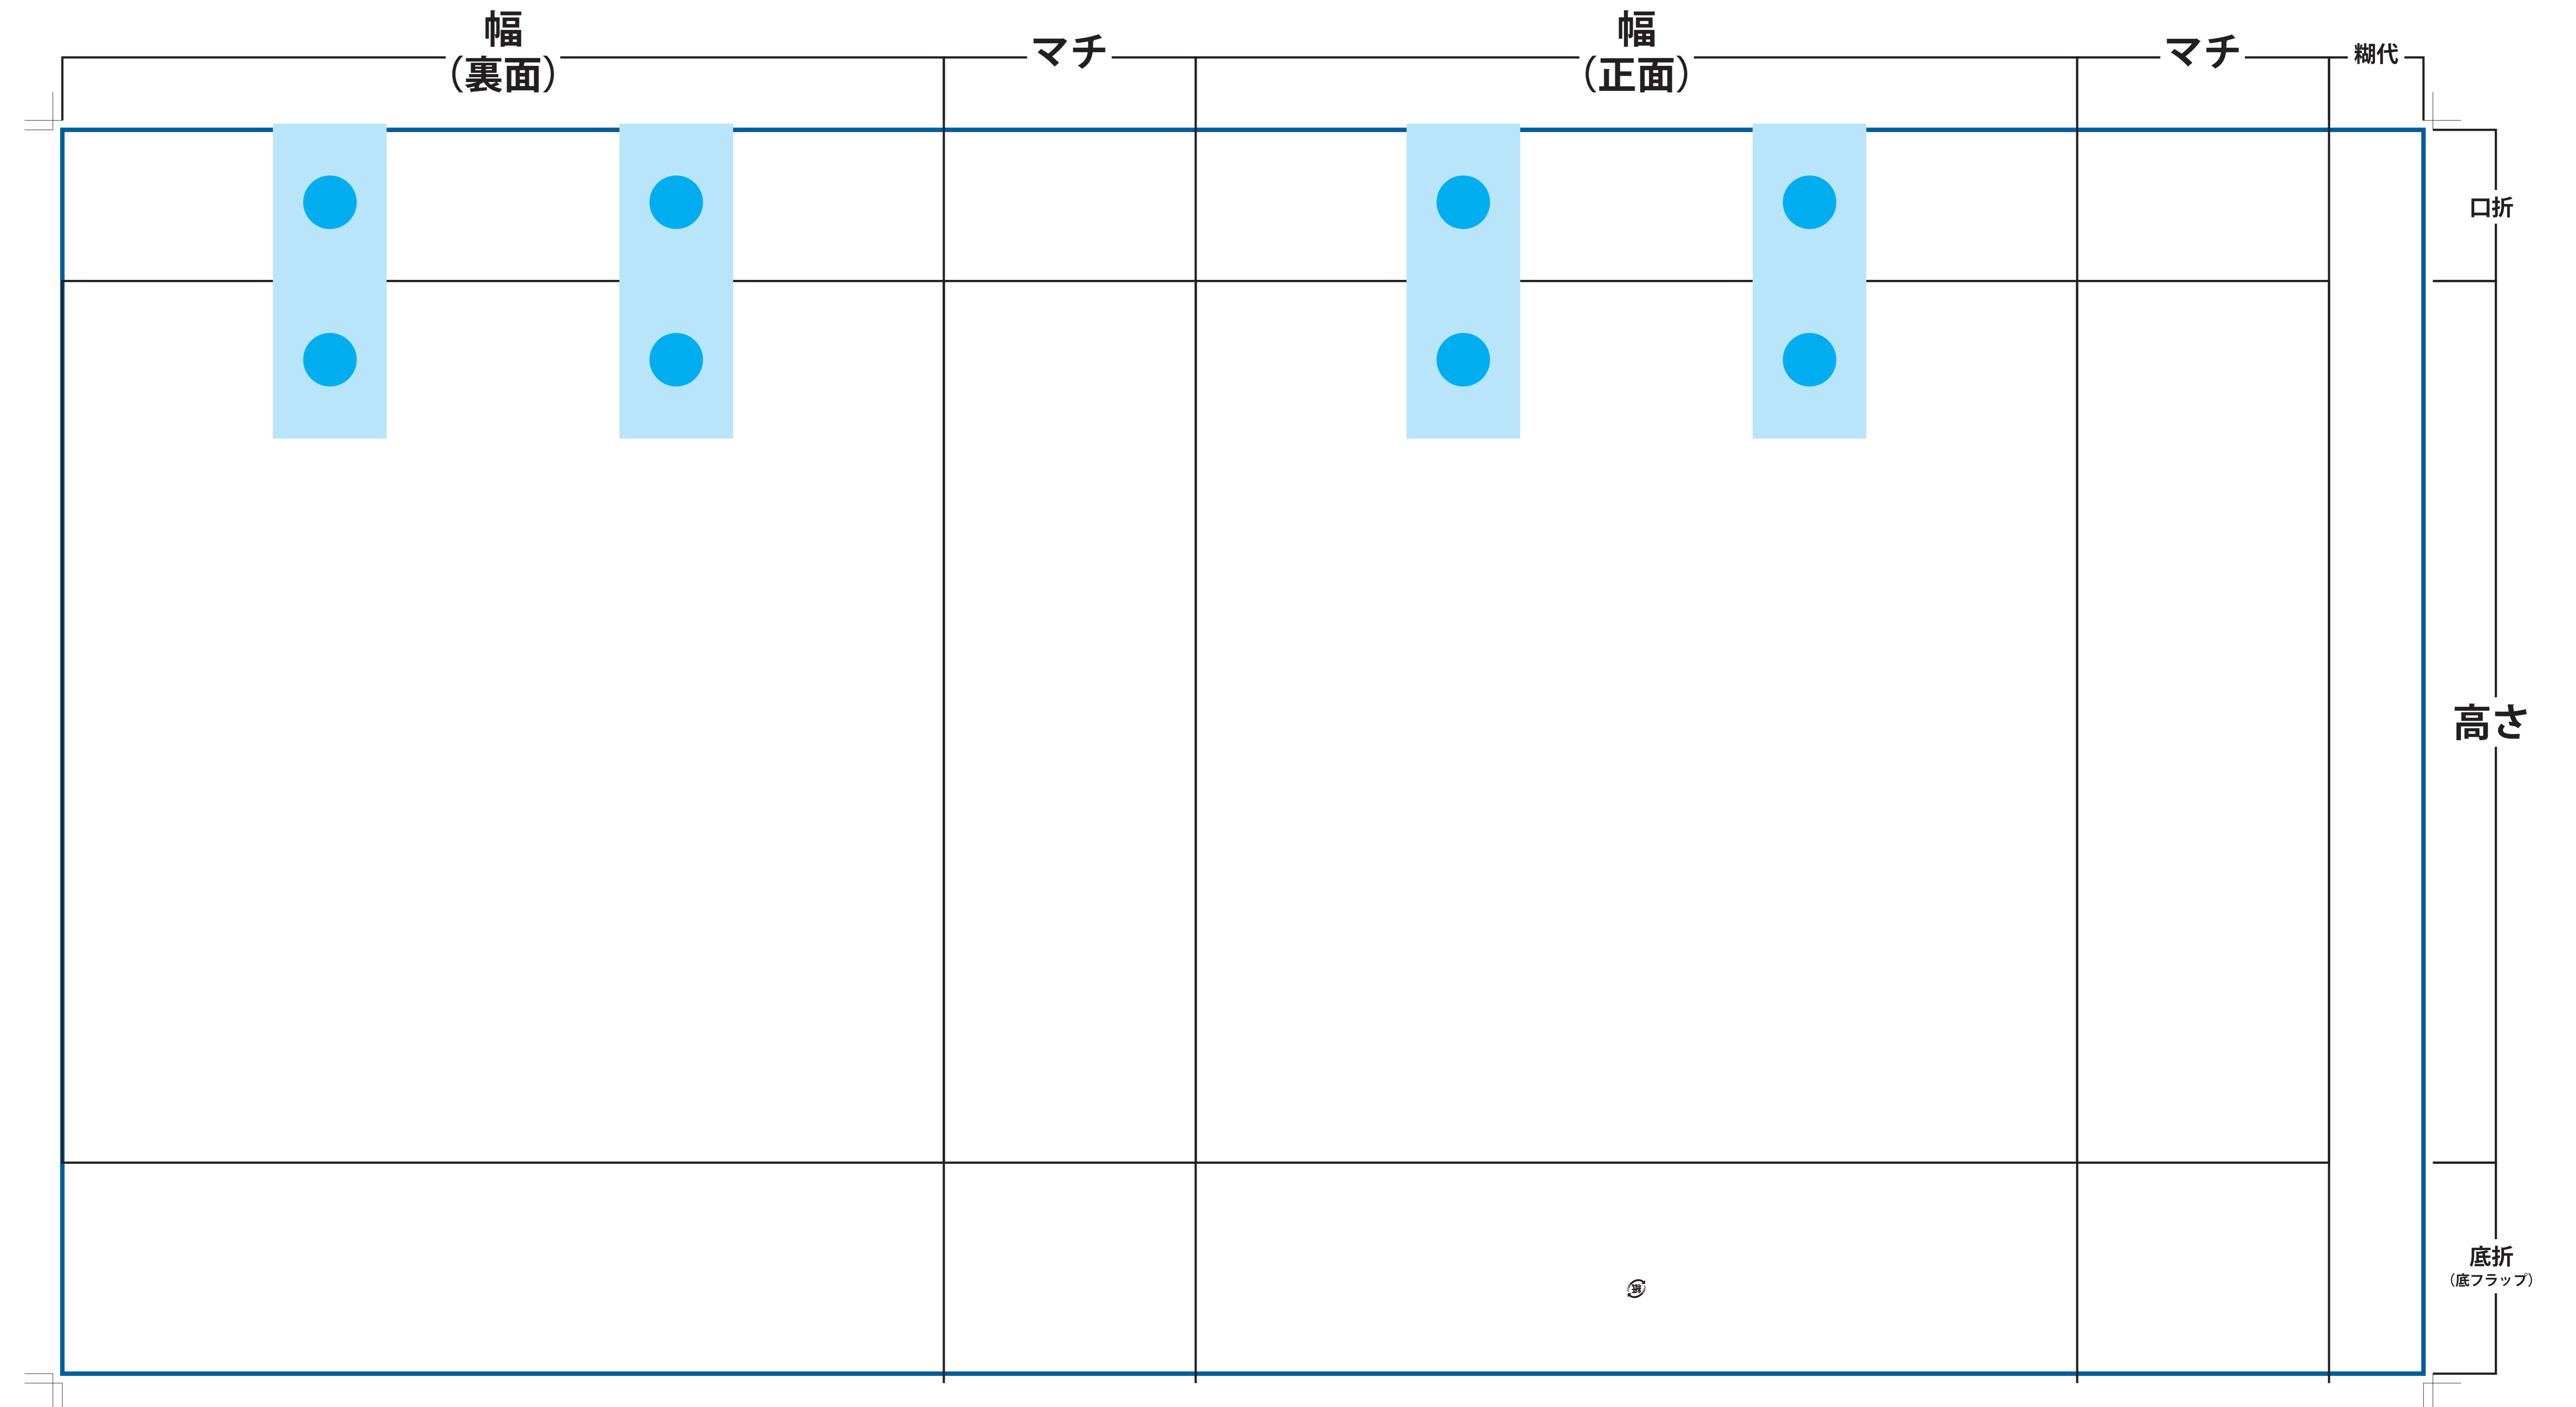 幅
（裏面）
マチ
幅
（正面）
マチ
糊代
口折
高さ
底折
（底フラップ）